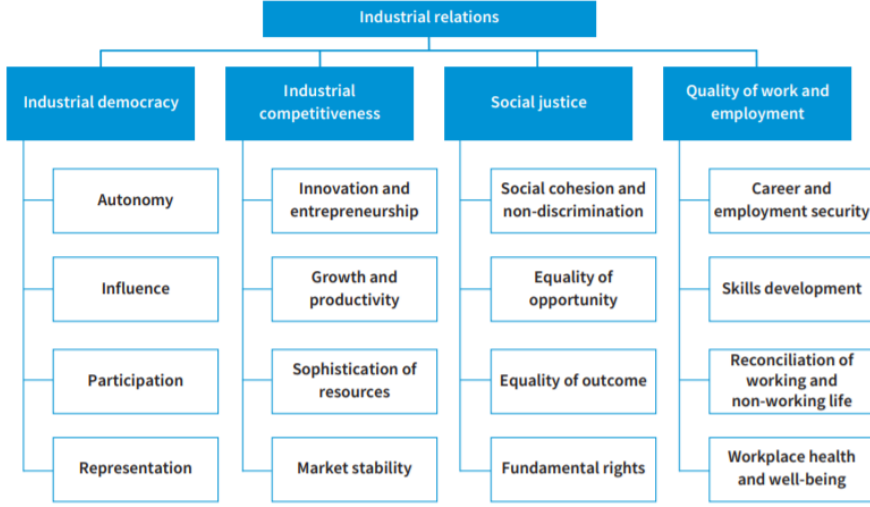 Industrial relations
Industrial democracy
Industrial
competitiveness
Social justice
Quality of work and
employment
Autonomy
Innovation and
entrepreneurship
Social cohesion and
non-discrimination
Career and
employment security
Influence
Growth and
productivity
Equality of
opportunity
Skills development
Participation
Sophistication of
resources
Equality of outcome
Reconciliation of
working and
non-working life
Representation
Market stability
Fundamental rights
Workplace health
and well-being